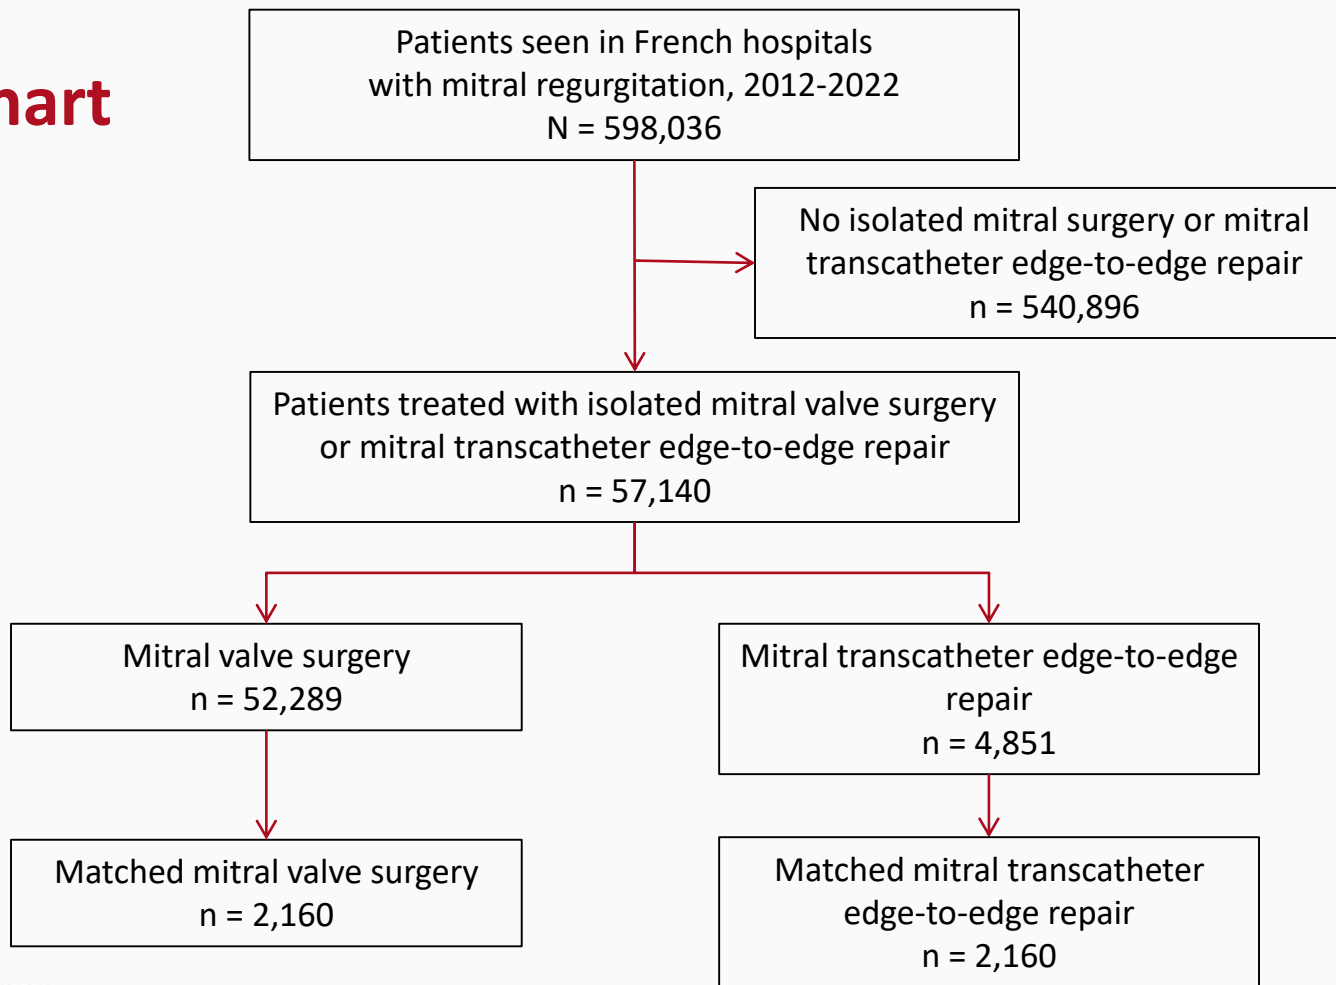 Patients seen in French hospitals
with mitral regurgitation, 2012-2022
N = 598,036
No isolated mitral surgery or mitral
transcatheter edge-to-edge repair
n = 540,896
Patients treated with isolated mitral valve surgery
or mitral transcatheter edge-to-edge repair
n = 57,140
Mitral valve surgery
n = 52,289
Mitral transcatheter edge-to-edge
repair
n = 4,851
Matched mitral valve surgery
n = 2,160
Matched mitral transcatheter
edge-to-edge repair
n = 2,160